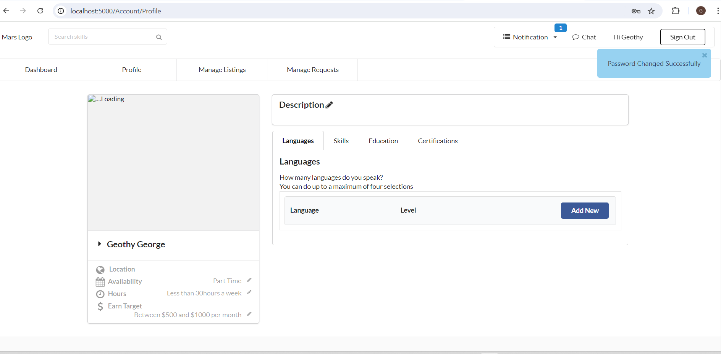 localhost:5000/Account/Profile
Mars Logo
Search skills
Notification
1
Chat
Hi Geothy
Sign Out
Password Changed Successfully
Dashboard
Profile
Manage Listings
Manage Requests
...Loading
Description
Languages
Skills
Education
Certifications
Languages
How many languages do you speak?
You can do up to a maximum of four selections
Language
Level
Add New
Geothy George
Location
Availability
Part Time
Hours
Less than 30hours a week
Earn Target
Between $500 and $1000 per month